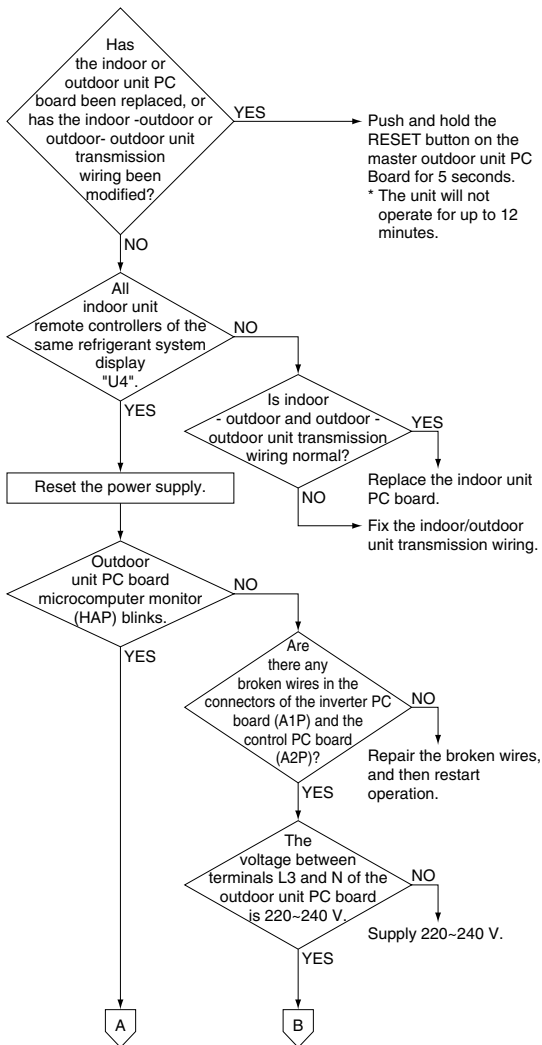 Has
the indoor or
outdoor unit PC
board been replaced, or
has the indoor -outdoor or
outdoor- outdoor unit
transmission
wiring been
modified?
YES
Push and hold the
RESET button on the
master outdoor unit PC
Board for 5 seconds.
* The unit will not
operate for up to 12
minutes.
NO
All
indoor unit
remote controllers of the
same refrigerant system
display
"U4".
NO
YES
Is indoor
- outdoor and outdoor -
outdoor unit transmission
wiring normal?
YES
Replace the indoor unit
PC board.
NO
Fix the indoor/outdoor
unit transmission wiring.
Reset the power supply.
Outdoor
unit PC board
microcomputer monitor
(HAP) blinks.
NO
YES
Are
there any
broken wires in the
connectors of the inverter PC
board (A1P) and the
control PC board
(A2P)?
NO
Repair the broken wires,
and then restart
operation.
YES
The
voltage between
terminals L3 and N of the
outdoor unit PC board
is 220~240 V.
NO
Supply 220~240 V.
YES
A
B